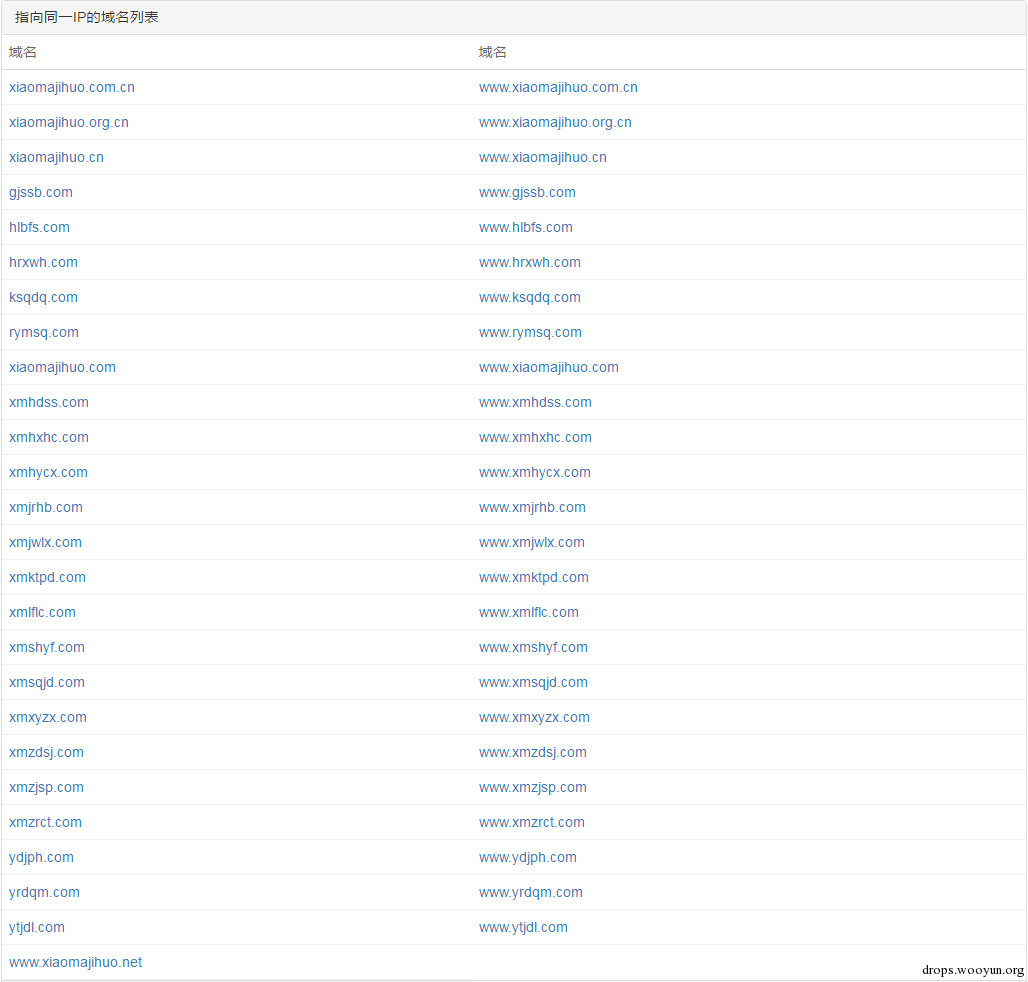 指向同一IP的域名列表
域名 域名
xiaomajihuo.com.cn www.xiaomajihuo.com.cn
xiaomajihuo.org.cn www.xiaomajihuo.org.cn
xiaomajihuo.cn www.xiaomajihuo.cn
gjssb.com www.gjssb.com
hlbfs.com www.hlbfs.com
hrxwh.com www.hrxwh.com
ksqdq.com www.ksqdq.com
rymsq.com www.rymsq.com
xiaomajihuo.com www.xiaomajihuo.com
xmhdss.com www.xmhdss.com
xmhxhc.com www.xmhxhc.com
xmhycx.com www.xmhycx.com
xmjrhb.com www.xmjrhb.com
xmjwlx.com www.xmjwlx.com
xmktpd.com www.xmktpd.com
xmlflc.com www.xmlflc.com
xmshyf.com www.xmshyf.com
xmsqjd.com www.xmsqjd.com
xmxyzx.com www.xmxyzx.com
xmzdsj.com www.xmzdsj.com
xmzjsp.com www.xmzjsp.com
xmzrct.com www.xmzrct.com
ydjph.com www.ydjph.com
yrdqm.com www.yrdqm.com
ytjdl.com www.ytjdl.com
www.xiaomajihuo.net
drops.wooyun.org